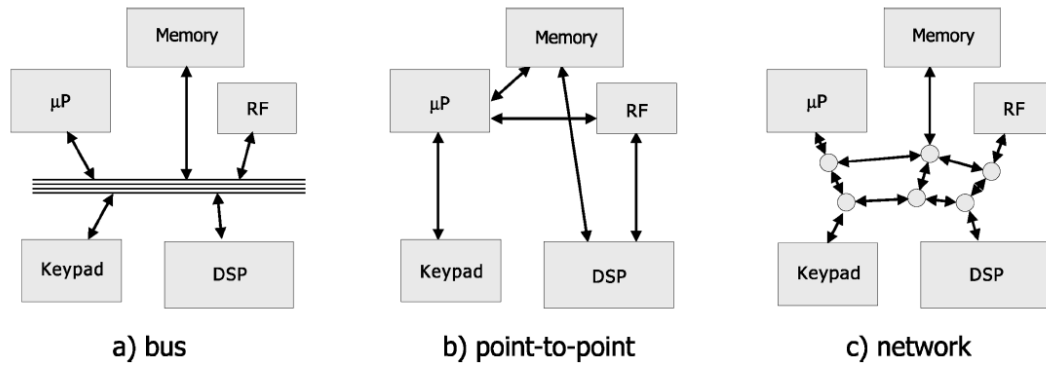 Memory
μP
RF
Keypad
DSP
a) bus
Memory
μP
RF
Keypad
DSP
b) point-to-point
Memory
μP
RF
Keypad
DSP
c) network